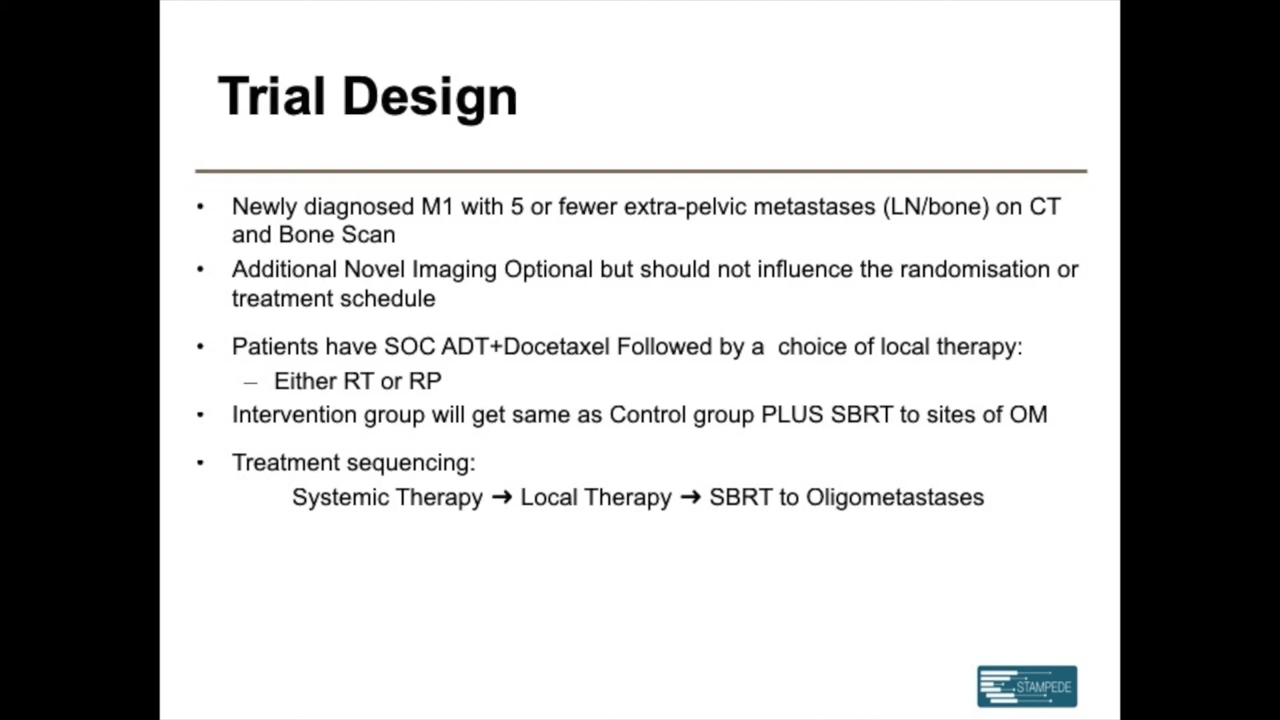 Trial Design
• Newly diagnosed M1 with 5 or fewer extra-pelvic metastases (LN/bone) on CT
and Bone Scan
• Additional Novel Imaging Optional but should not influence the randomisation or
treatment schedule
• Patients have SOC ADT+Docetaxel Followed by a  choice of local therapy:
– Either RT or RP
• Intervention group will get same as Control group PLUS SBRT to sites of OM
• Treatment sequencing:
Systemic Therapy ➜ Local Therapy ➜ SBRT to Oligometastases
STAMPEDE